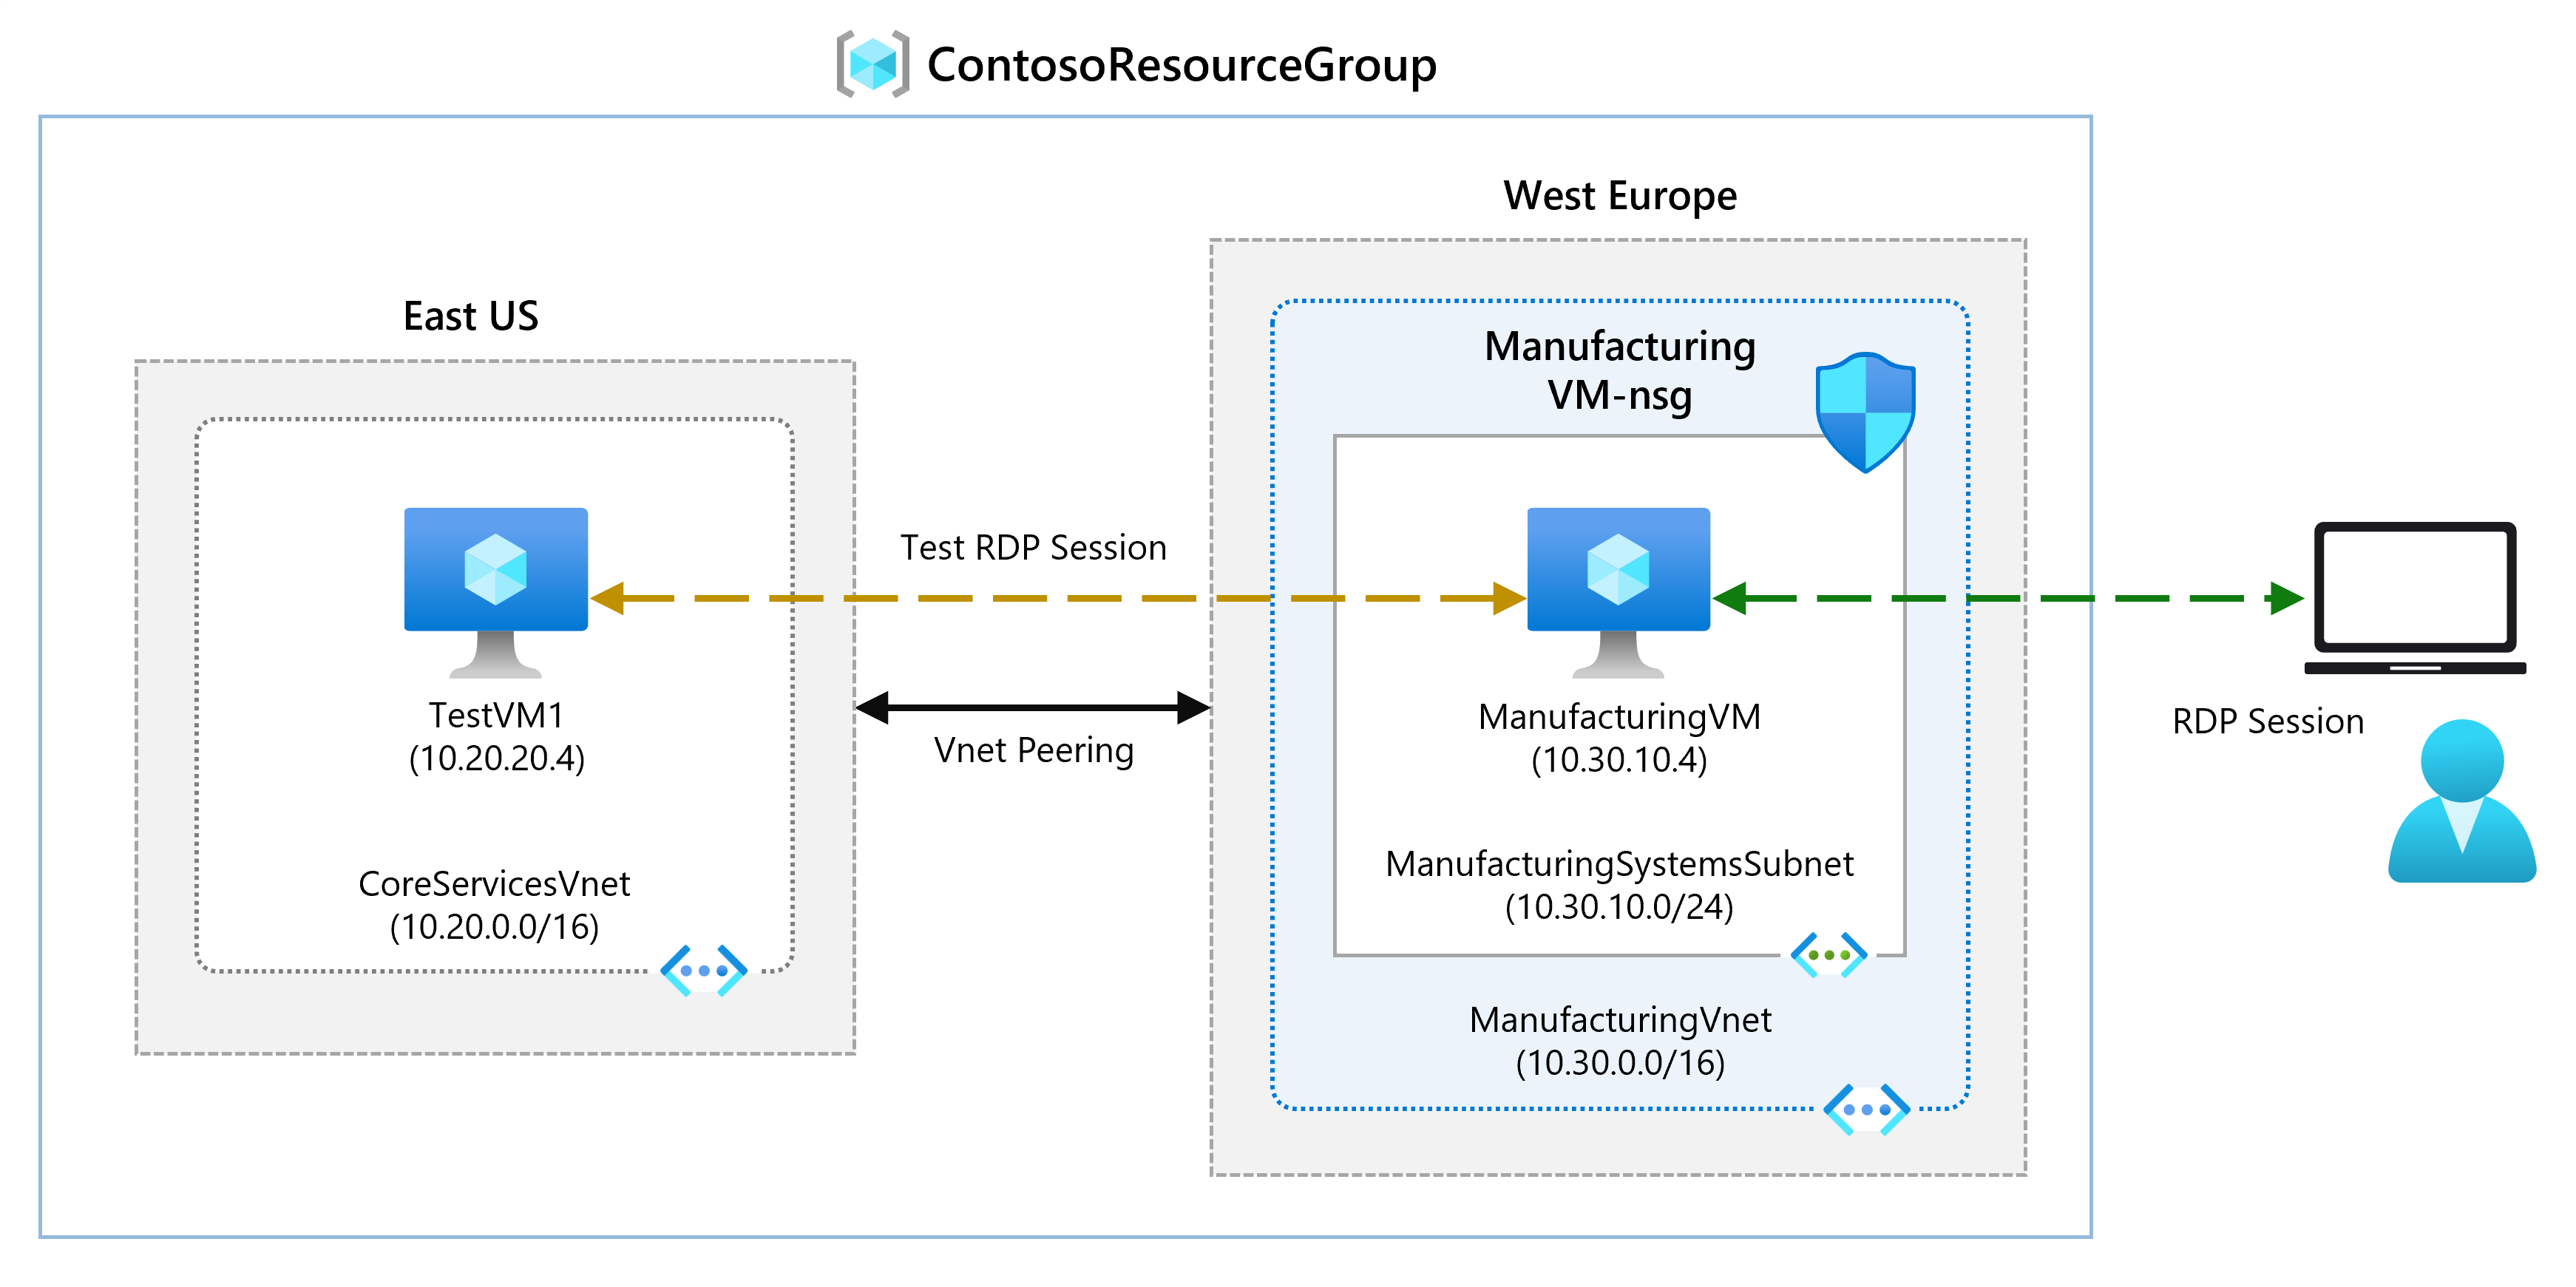 ContosoResourceGroup
East US
TestVM1
(10.20.20.4)
CoreServicesVnet
(10.20.0.0/16)
Test RDP Session
Vnet Peering
West Europe
Manufacturing
VM-nsg
ManufacturingVM
(10.30.10.4)
ManufacturingSystemsSubnet
(10.30.10.0/24)
ManufacturingVnet
(10.30.0.0/16)
RDP Session